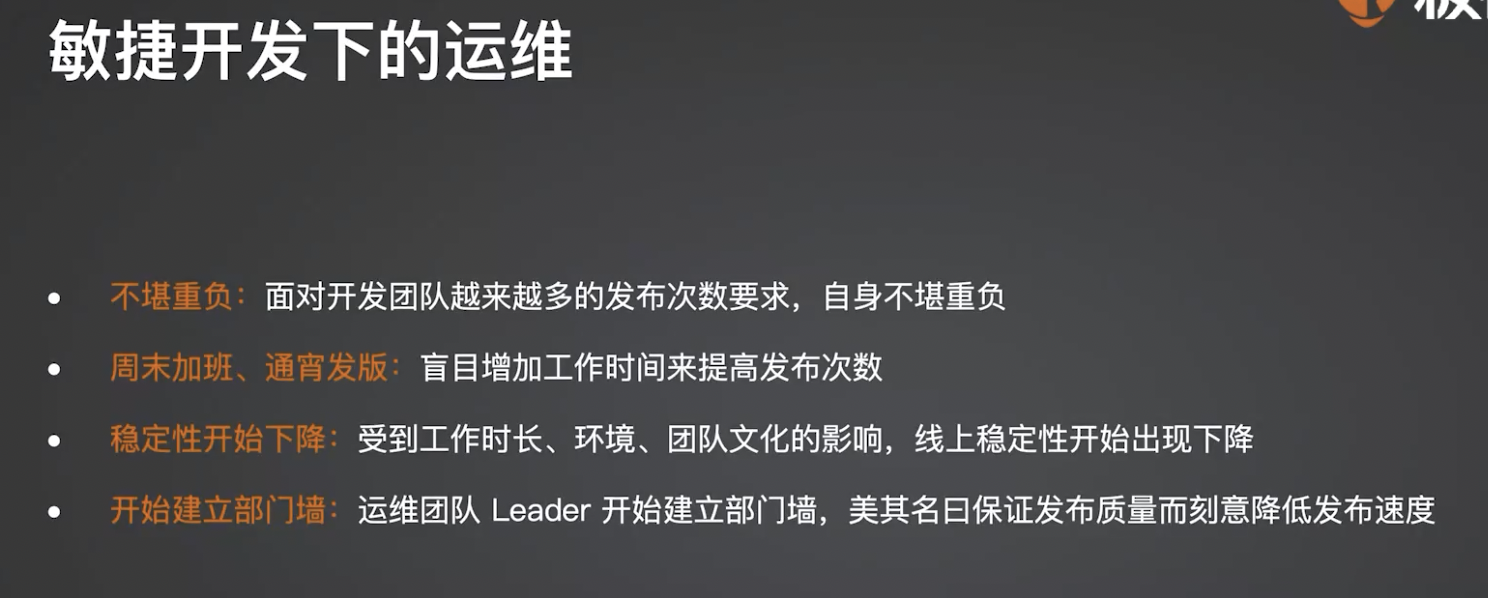 敏捷开发下的运维
不堪重负：面对开发团队越来越多的发布次数要求，自身不堪重负
周末加班、通宵发版：盲目增加工作时间来提高发布次数
稳定性开始下降：受到工作时长、环境、团队文化的影响，线上稳定性开始出现下降
开始建立部门墙：运维团队 Leader 开始建立部门墙，美其名曰保证发布质量而刻意降低发布速度